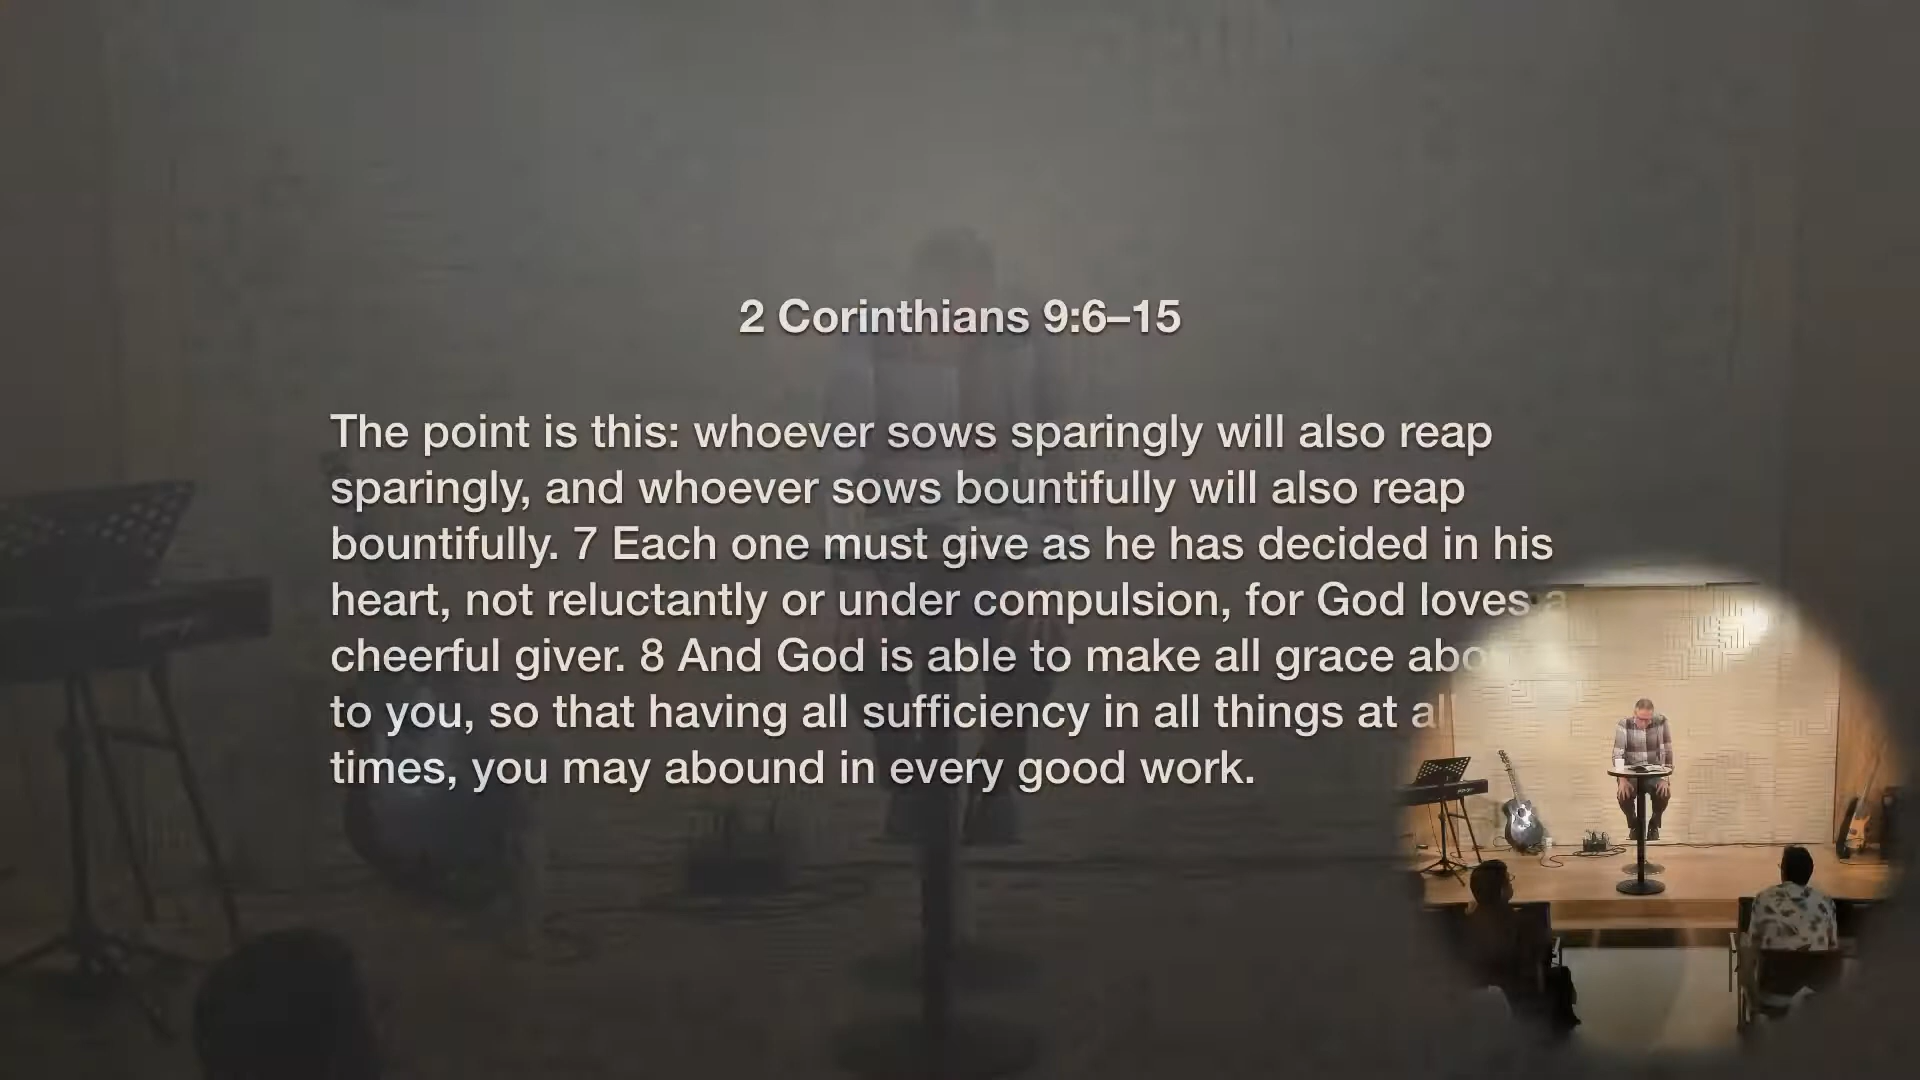 2 Corinthians 9:6–15
The point is this: whoever sows sparingly will also reap
sparingly, and whoever sows bountifully will also reap
bountifully. 7 Each one must give as he has decided in his
heart, not reluctantly or under compulsion, for God loves a
cheerful giver. 8 And God is able to make all grace
to you, so that having all sufficiency in all things at all
times, you may abound in every good work.